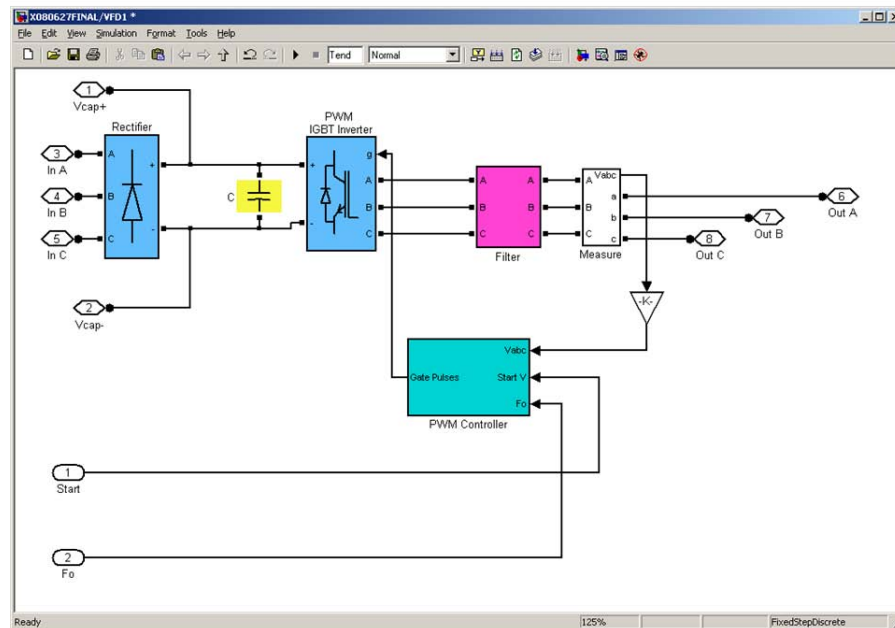 X080627FINAL/VFD1 *
File Edit View Simulation Format Tools Help
Tend Normal
1
Vcap+
Rectifier
3
In A
4
In B
5
In C
A
B
C
+
-
2
Vcap-
C
PWM
IGBT Inverter
+
-
g
A
B
C
A A
B B
C C
Filter
Vabc
A
a
B
b
C
c
Measure
6
Out A
7
Out B
8
Out C
-K-
Vabc
Gate Pulses Start V
Fo
PWM Controller
1
Start
2
Fo
Ready 125% FixedStepDiscrete